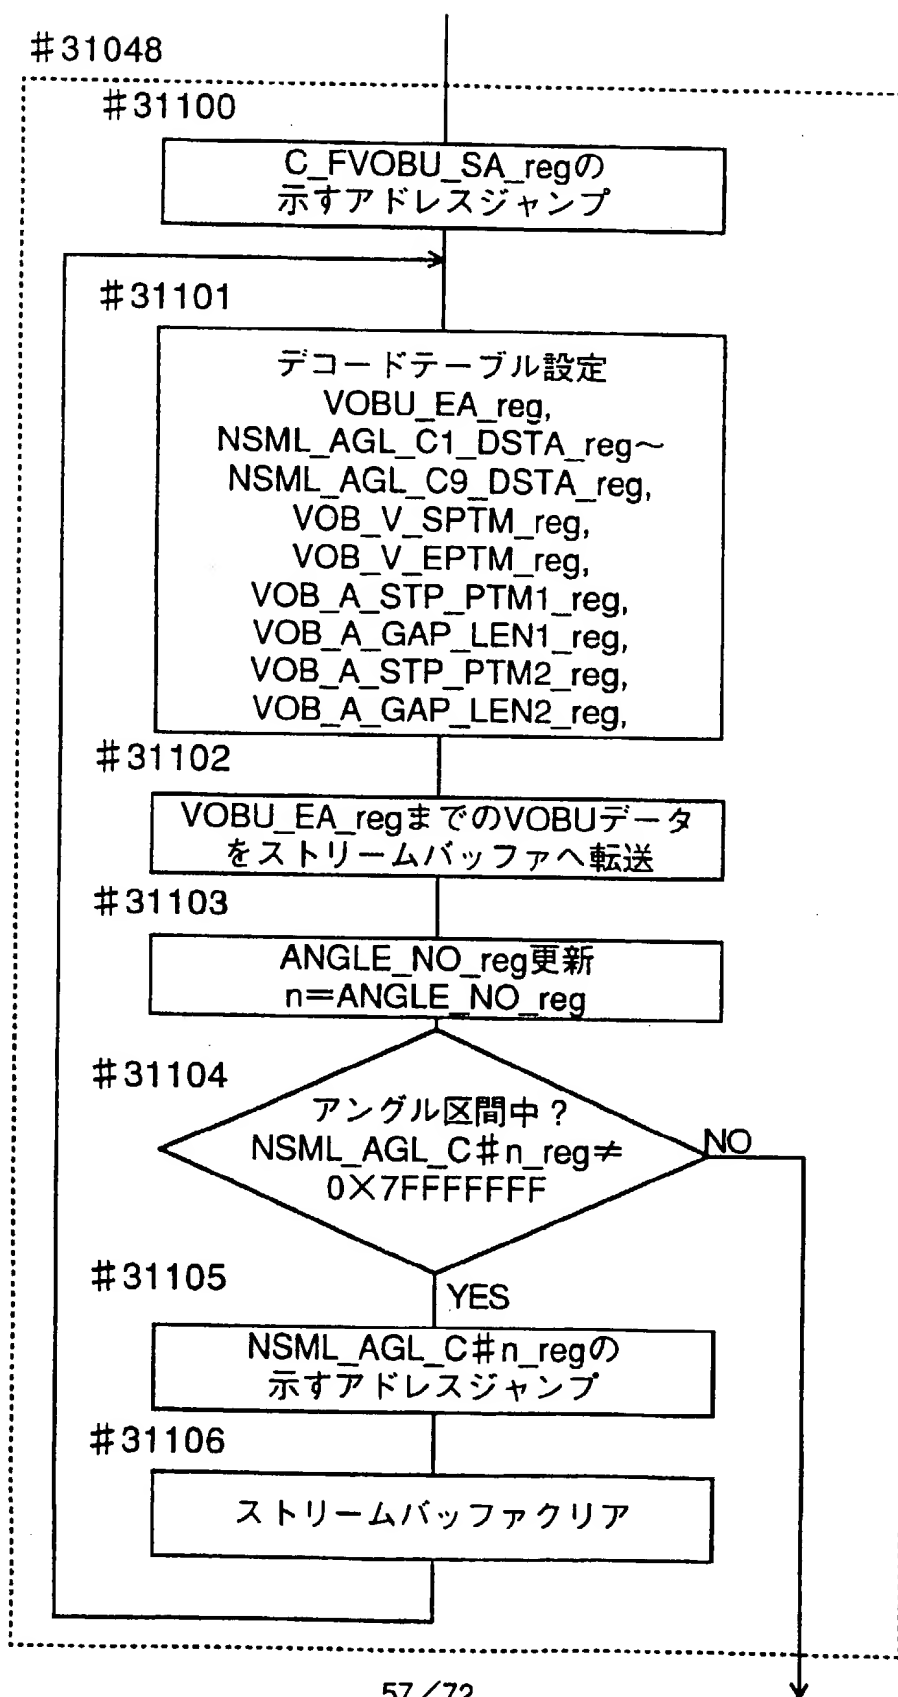 #31048
#31100
C_FVOBU_SA_regの
示すアドレスジャンプ
#31101
デコードテーブル設定
VOBU_EA_reg,
NSML_AGL_C1_DSTA_reg〜
NSML_AGL_C9_DSTA_reg,
VOB_V_SPTM_reg,
VOB_V_EPTM_reg,
VOB_A_STP_PTM1_reg,
VOB_A_GAP_LEN1_reg,
VOB_A_STP_PTM2_reg,
VOB_A_GAP_LEN2_reg,
#31102
VOBU_EA_regまでのVOBUデータ
をストリームバッファへ転送
#31103
ANGLE_NO_reg更新
n=ANGLE_NO_reg
#31104
アングル区間中?
NSML_AGL_C#n_reg≠
0×7FFFFFFF
NO
#31105
YES
NSML_AGL_C#n_regの
示すアドレスジャンプ
#31106
ストリームバッファクリア
57/72